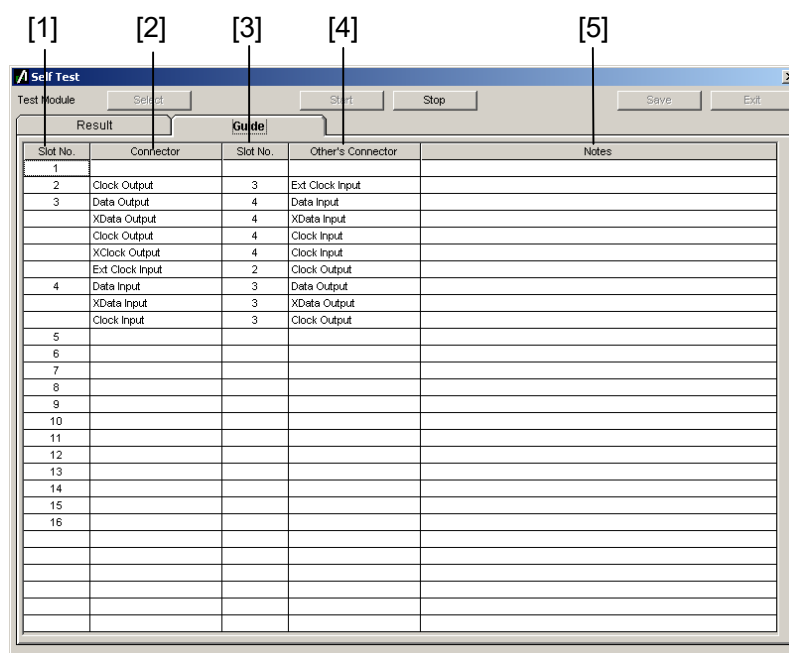 [1] [2] [3] [4] [5]
Self Test
Test Module Select Start Stop Save Exit
Result Guide
Slot No. Connector Slot No. Other's Connector Notes
1
2 Clock Output 3 Ext Clock Input
3 Data Output 4 Data Input
XData Output 4 XData Input
Clock Output 4 Clock Input
XClock Output 4 Clock Input
Ext Clock Input 2 Clock Output
4 Data Input 3 Data Output
XData Input 3 XData Output
Clock Input 3 Clock Output
5
6
7
8
9
10
11
12
13
14
15
16